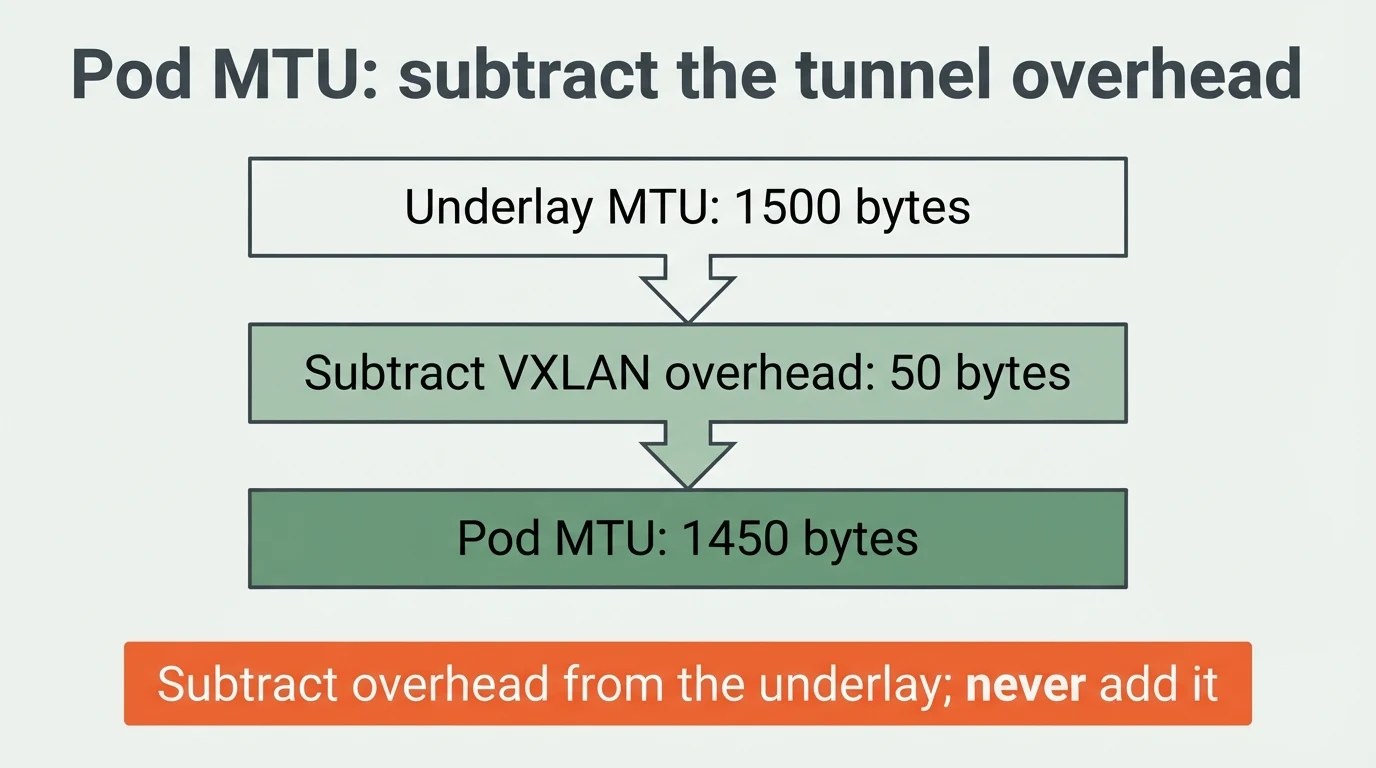 Pod MTU: subtract the tunnel overhead
Underlay MTU: 1500 bytes
Subtract VXLAN overhead: 50 bytes
Pod MTU: 1450 bytes
Subtract overhead from the underlay; never add it